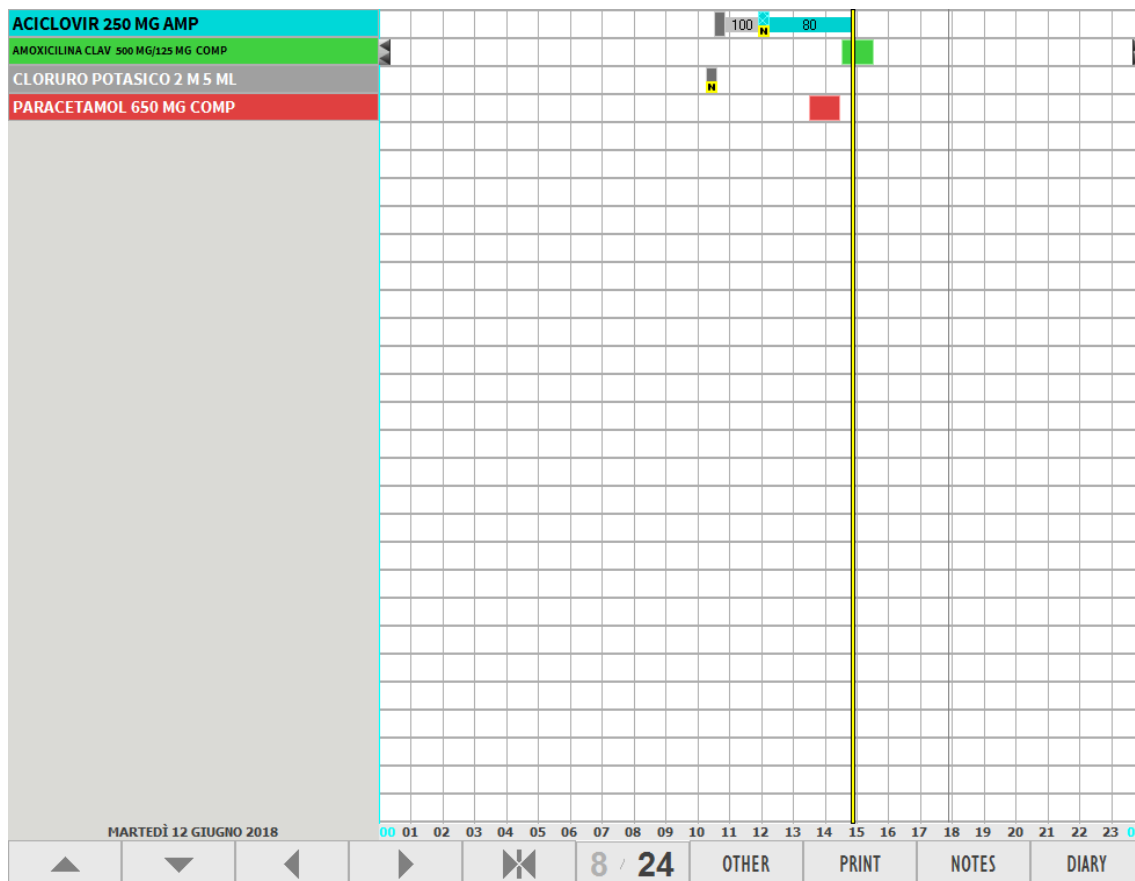 ACICLOVIR 250 MG AMP 100 N 80
AMOXICILINA CLAV 500 MG/125 MG COMP
CLORURO POTASICO 2 M 5 ML N
PARACETAMOL 650 MG COMP
MARTEDÌ 12 GIUGNO 2018 00 01 02 03 04 05 06 07 08 09 10 11 12 13 14 15 16 17 18 19 20 21 22 23 0
8 / 24 OTHER PRINT NOTES DIARY